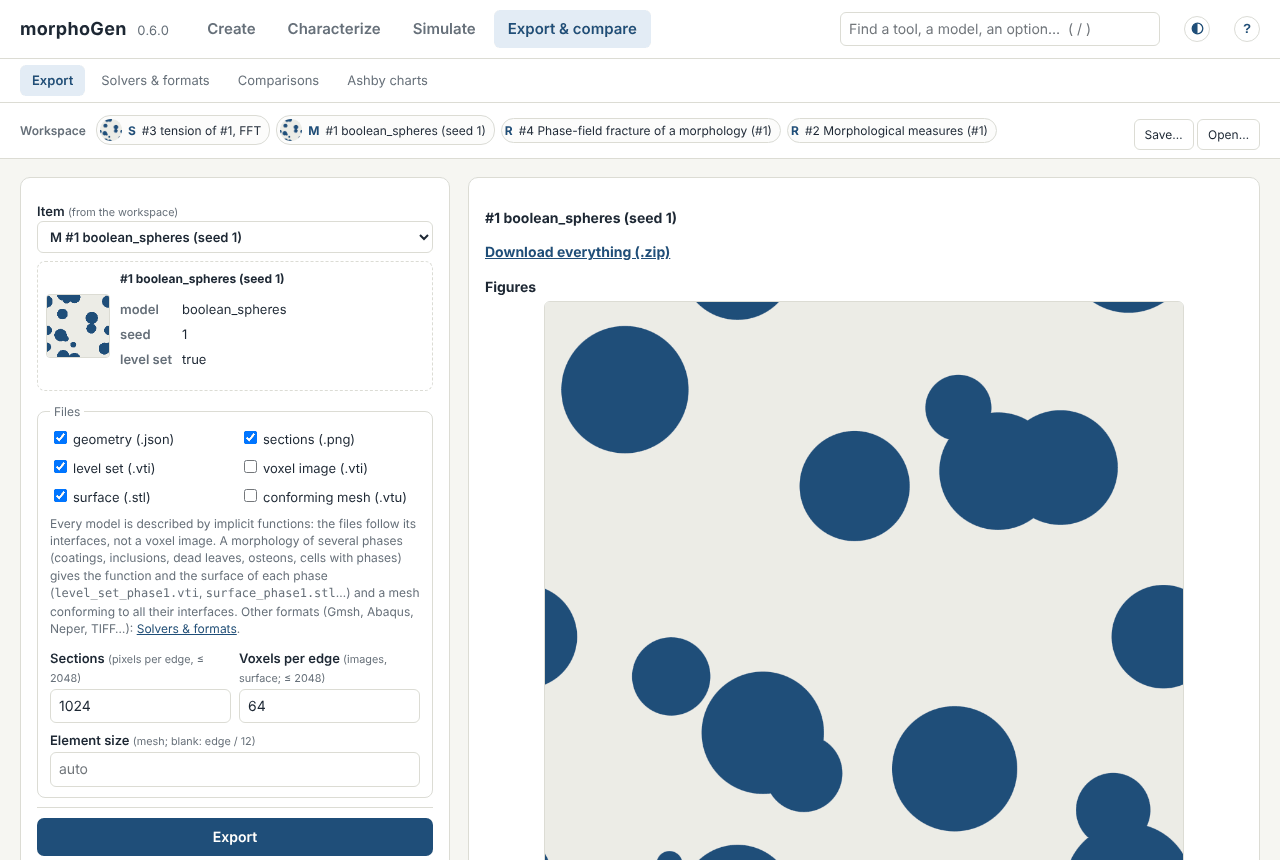 morphoGen 0.6.0 Create Characterize Simulate Export & compare Find a tool, a model, an option... ( / ) ?
Export Solvers & formats Comparisons Ashby charts
Workspace S #3 tension of #1, FFT M #1 boolean_spheres (seed 1) R #4 Phase-field fracture of a morphology (#1) R #2 Morphological measures (#1) Save... Open...
Item (from the workspace)
M #1 boolean_spheres (seed 1)
#1 boolean_spheres (seed 1)
model boolean_spheres
seed 1
level set true
Files
geometry (.json) sections (.png)
level set (.vti) voxel image (.vti)
surface (.stl) conforming mesh (.vtu)
Every model is described by implicit functions: the files follow its
interfaces, not a voxel image. A morphology of several phases
(coatings, inclusions, dead leaves, osteons, cells with phases)
gives the function and the surface of each phase
(level_set_phase1.vti, surface_phase1.stl...) and a mesh
conforming to all their interfaces. Other formats (Gmsh, Abaqus,
Neper, TIFF...): Solvers & formats.
Sections (pixels per edge, ≤
2048)
Voxels per edge (images,
surface; ≤ 2048)
1024 64
Element size (mesh; blank: edge / 12)
auto
Export
#1 boolean_spheres (seed 1)
Download everything (.zip)
Figures